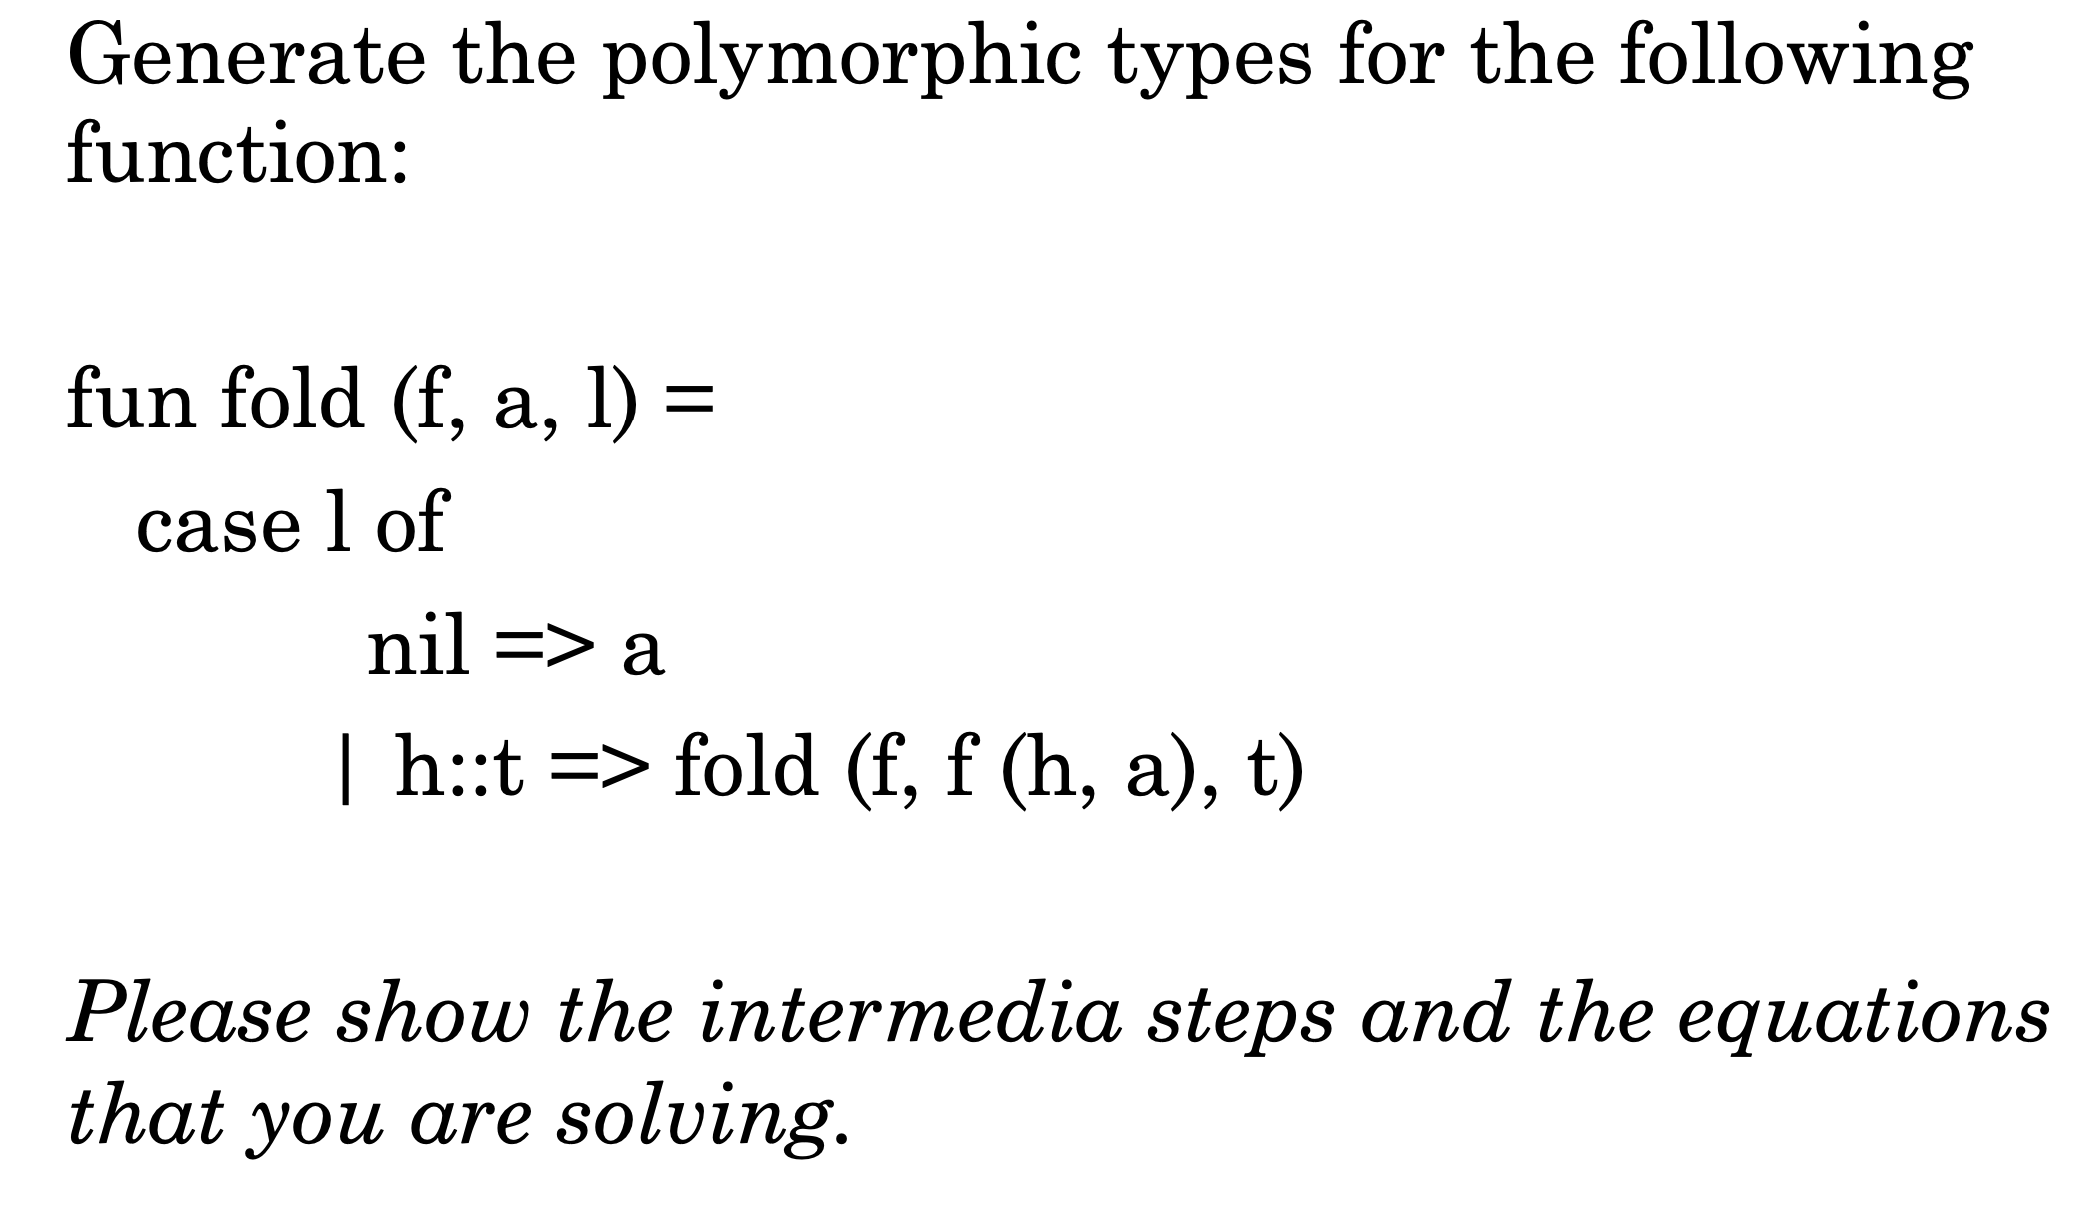 Generate the polymorphic types for the following
function:
fun fold (f, a, l) =
case l of
nil => a
| h::t => fold (f, f (h, a), t)
Please show the intermedia steps and the equations
that you are solving.